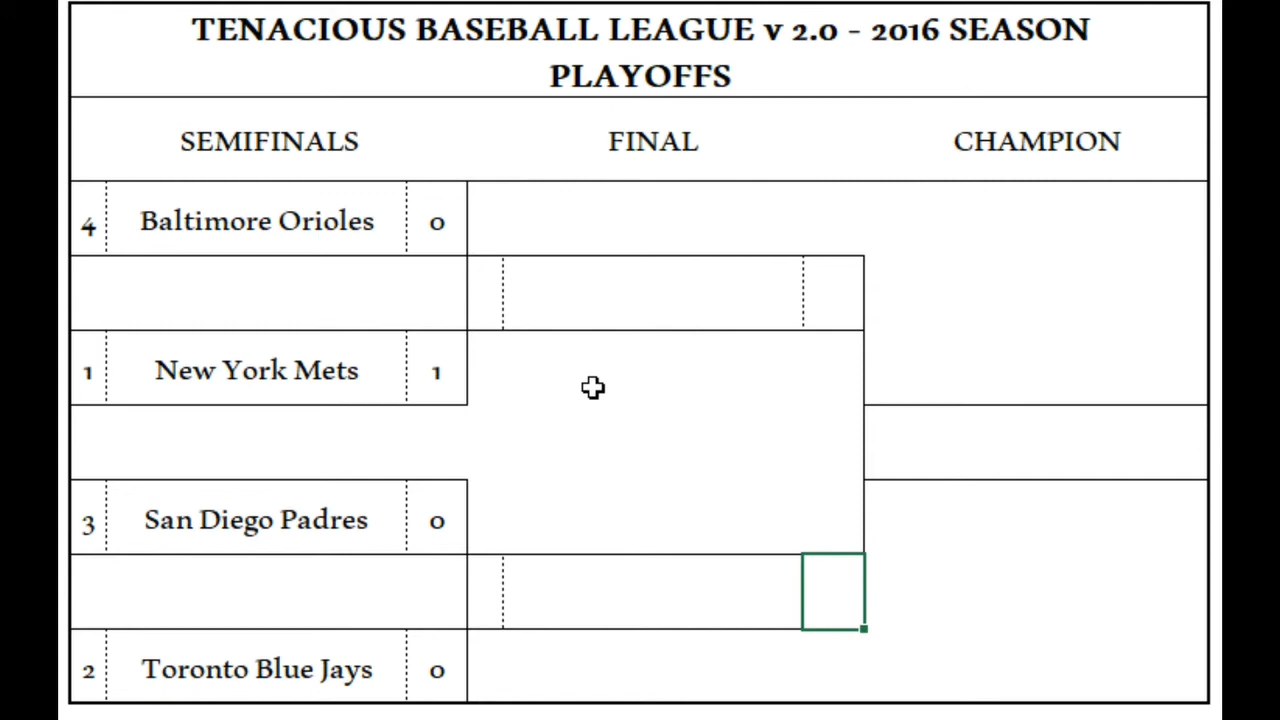 TENACIOUS BASEBALL LEAGUE v 2.0 - 2016 SEASON
PLAYOFFS
SEMIFINALS FINAL CHAMPION
4 Baltimore Orioles 0
1 New York Mets 1
3 San Diego Padres 0
2 Toronto Blue Jays 0